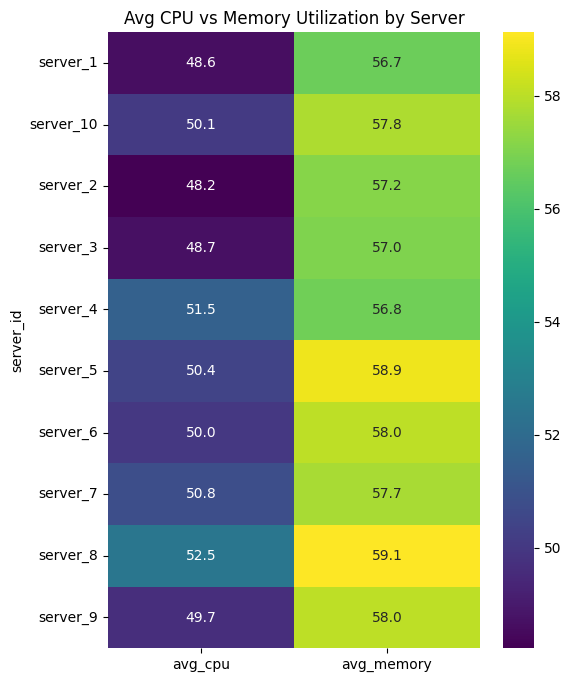 Avg CPU vs Memory Utilization by Server
server_id
server_1 48.6 56.7
server_10 50.1 57.8
server_2 48.2 57.2
server_3 48.7 57.0
server_4 51.5 56.8
server_5 50.4 58.9
server_6 50.0 58.0
server_7 50.8 57.7
server_8 52.5 59.1
server_9 49.7 58.0
avg_cpu avg_memory
58
56
54
52
50